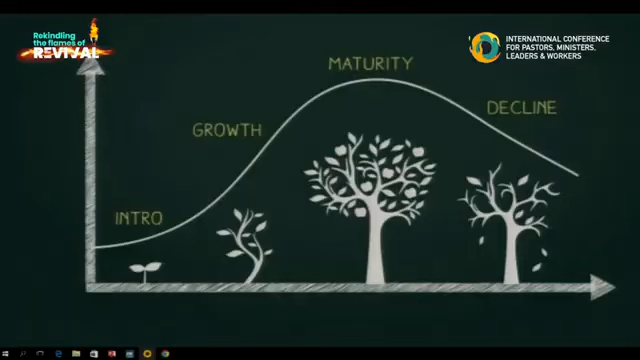 Rekindling
the flames of
REVIVAL
INTERNATIONAL CONFERENCE
FOR PASTORS, MINISTERS,
LEADERS & WORKERS
MATURITY
DECLINE
GROWTH
INTRO